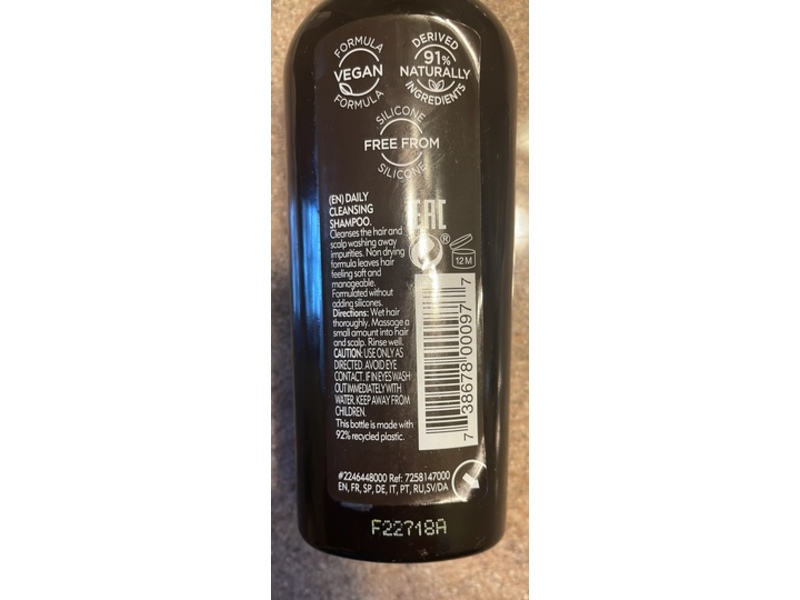 FORMULA
VEGAN
FORMULA
DERIVED
91%
NATURALLY
INGREDIENTS
SILICONE
FREE FROM
SILICONE
(EN) DAILY
CLEANSING
SHAMPOO.
Cleanses the hair and
scalp washing away
impurities. Non drying
formula leaves hair
feeling soft and
manageable.
Formulated without
adding silicones.
Directions: Wet hair
thoroughly. Massage a
small amount into hair
and scalp. Rinse well.
CAUTION: USE ONLY AS
DIRECTED. AVOID EYE
CONTACT. IF IN EYES WASH
OUT IMMEDIATELY WITH
WATER. KEEP AWAY FROM
CHILDREN.
This bottle is made with
92% recycled plastic.
EAC
®
12 M
7 38678 00097 7
#2246448000 Ref: 7258147000
EN, FR, SP, DE, IT, PT, RU,SV/DA
F22718A